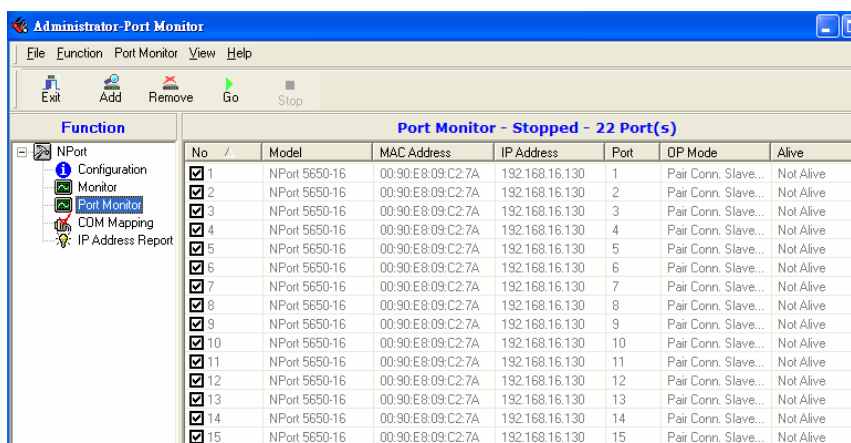 Administrator-Port Monitor
File Function Port Monitor View Help
Exit Add Remove Go Stop
Function
Port Monitor - Stopped - 22 Port(s)
NPort
Configuration
Monitor
Port Monitor
COM Mapping
IP Address Report
No Model MAC Address IP Address Port OP Mode Alive
1 NPort 5650-16 00:90:E8:09:C2:7A 192.168.16.130 1 Pair Conn. Slave... Not Alive
2 NPort 5650-16 00:90:E8:09:C2:7A 192.168.16.130 2 Pair Conn. Slave... Not Alive
3 NPort 5650-16 00:90:E8:09:C2:7A 192.168.16.130 3 Pair Conn. Slave... Not Alive
4 NPort 5650-16 00:90:E8:09:C2:7A 192.168.16.130 4 Pair Conn. Slave... Not Alive
5 NPort 5650-16 00:90:E8:09:C2:7A 192.168.16.130 5 Pair Conn. Slave... Not Alive
6 NPort 5650-16 00:90:E8:09:C2:7A 192.168.16.130 6 Pair Conn. Slave... Not Alive
7 NPort 5650-16 00:90:E8:09:C2:7A 192.168.16.130 7 Pair Conn. Slave... Not Alive
8 NPort 5650-16 00:90:E8:09:C2:7A 192.168.16.130 8 Pair Conn. Slave... Not Alive
9 NPort 5650-16 00:90:E8:09:C2:7A 192.168.16.130 9 Pair Conn. Slave... Not Alive
10 NPort 5650-16 00:90:E8:09:C2:7A 192.168.16.130 10 Pair Conn. Slave... Not Alive
11 NPort 5650-16 00:90:E8:09:C2:7A 192.168.16.130 11 Pair Conn. Slave... Not Alive
12 NPort 5650-16 00:90:E8:09:C2:7A 192.168.16.130 12 Pair Conn. Slave... Not Alive
13 NPort 5650-16 00:90:E8:09:C2:7A 192.168.16.130 13 Pair Conn. Slave... Not Alive
14 NPort 5650-16 00:90:E8:09:C2:7A 192.168.16.130 14 Pair Conn. Slave... Not Alive
15 NPort 5650-16 00:90:E8:09:C2:7A 192.168.16.130 15 Pair Conn. Slave... Not Alive